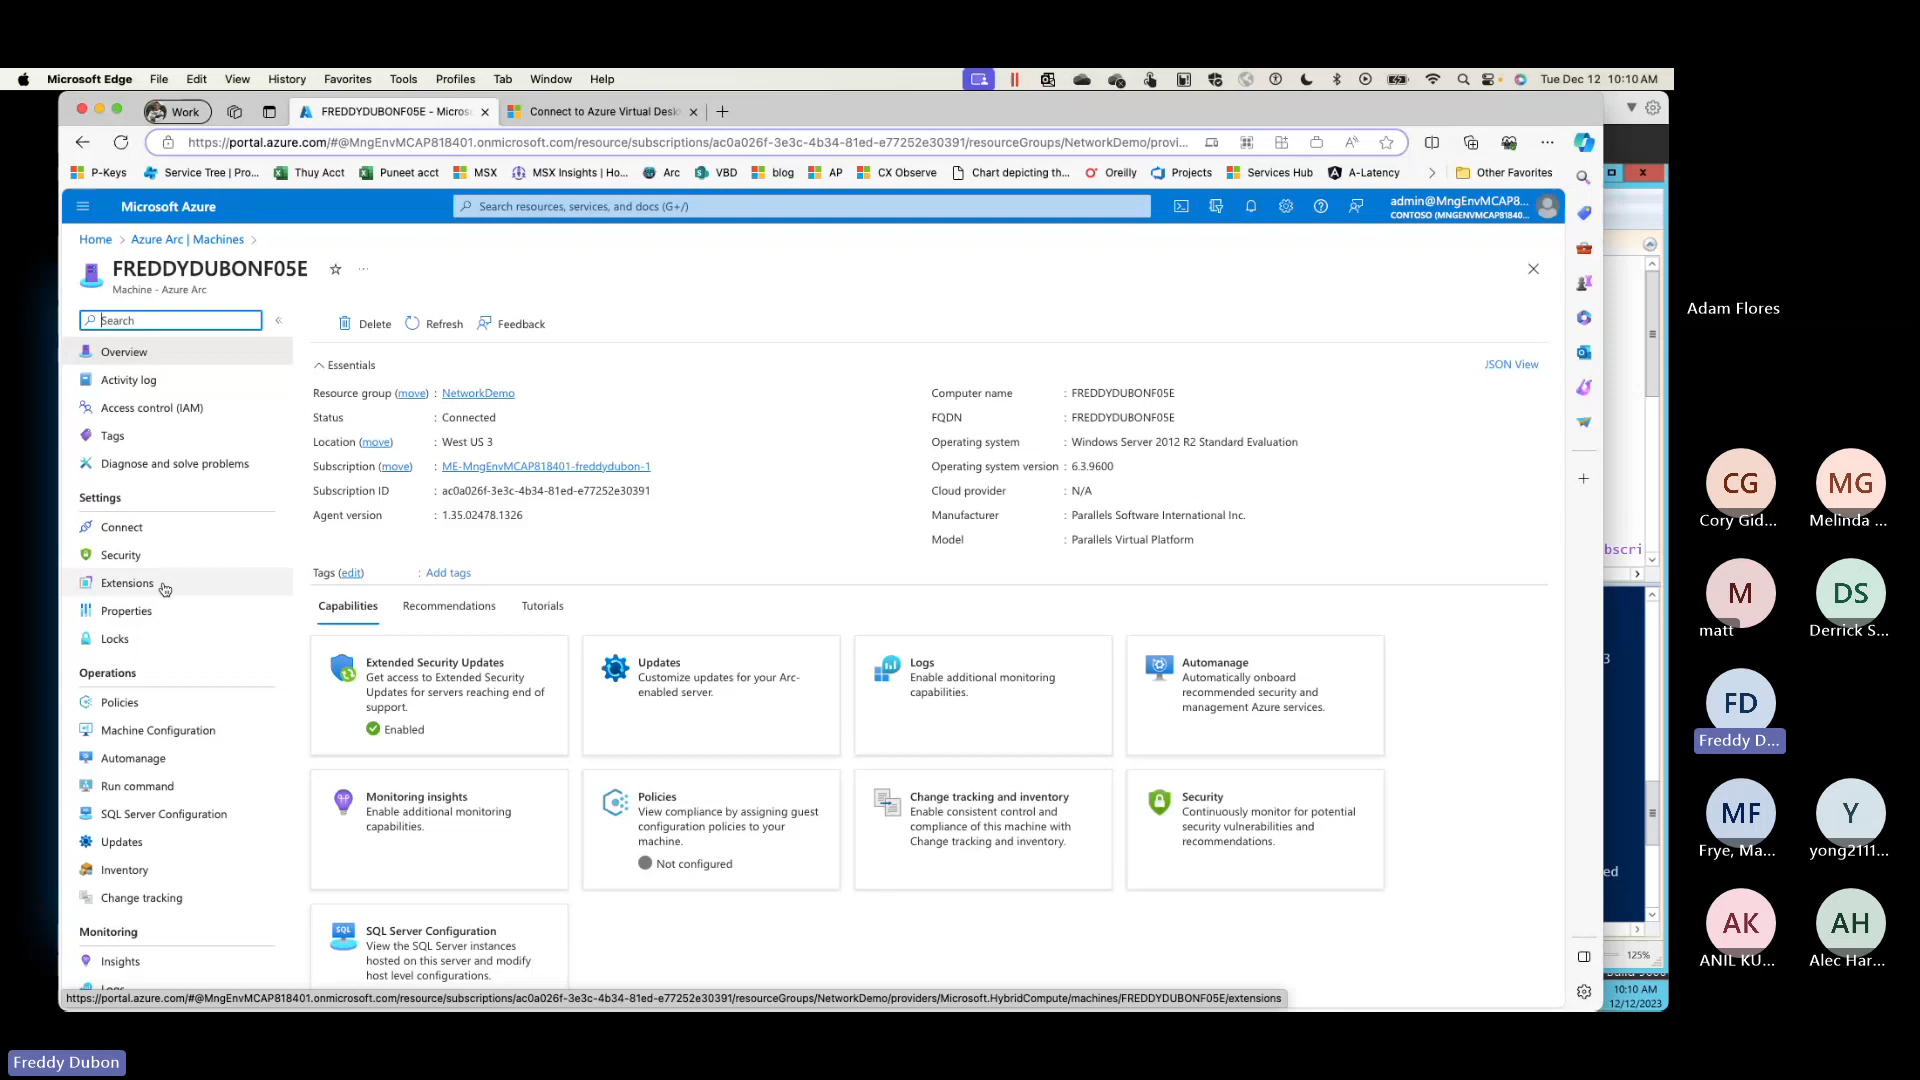 Microsoft Edge File Edit View History Favorites Tools Profiles Tab Window Help
Tue Dec 12 10:10 AM
Work
FREDDYDUBONF05E - Micros
Connect to Azure Virtual Desk
https://portal.azure.com/#@MngEnvMCAP818401.onmicrosoft.com/resource/subscriptions/ac0a026f-3e3c-4b34-81ed-e77252e30391/resourceGroups/NetworkDemo/provi...
P-Keys Service Tree | Pro... Thuy Acct Puneet acct MSX MSX Insights | Ho... Arc VBD blog AP CX Observe Chart depicting th... Oreilly Projects Services Hub A-Latency Other Favorites
Microsoft Azure
Search resources, services, and docs (G+/)
admin@MngEnvMCAP8...
CONTOSO (MNGENVMCAP81840...
Home > Azure Arc | Machines >
FREDDYDUBONF05E
Machine - Azure Arc
Search
Overview
Activity log
Access control (IAM)
Tags
Diagnose and solve problems
Settings
Connect
Security
Extensions
Properties
Locks
Operations
Policies
Machine Configuration
Automanage
Run command
SQL Server Configuration
Updates
Inventory
Change tracking
Monitoring
Insights
Delete Refresh Feedback
Essentials
JSON View
Resource group (move) : NetworkDemo
Status : Connected
Location (move) : West US 3
Subscription (move) : ME-MngEnvMCAP818401-freddydubon-1
Subscription ID : ac0a026f-3e3c-4b34-81ed-e77252e30391
Agent version : 1.35.02478.1326
Computer name : FREDDYDUBONF05E
FQDN : FREDDYDUBONF05E
Operating system : Windows Server 2012 R2 Standard Evaluation
Operating system version : 6.3.9600
Cloud provider : N/A
Manufacturer : Parallels Software International Inc.
Model : Parallels Virtual Platform
Tags (edit) : Add tags
Capabilities Recommendations Tutorials
Extended Security Updates
Get access to Extended Security
Updates for servers reaching end of
support.
Enabled
Updates
Customize updates for your Arc-
enabled server.
Logs
Enable additional monitoring
capabilities.
Automanage
Automatically onboard
recommended security and
management Azure services.
Monitoring insights
Enable additional monitoring
capabilities.
Policies
View compliance by assigning guest
configuration policies to your
machine.
Not configured
Change tracking and inventory
Enable consistent control and
compliance of this machine with
Change tracking and inventory.
Security
Continuously monitor for potential
security vulnerabilities and
recommendations.
SQL
SQL Server Configuration
View the SQL Server instances
hosted on this server and modify
host level configurations.
https://portal.azure.com/#@MngEnvMCAP818401.onmicrosoft.com/resource/subscriptions/ac0a026f-3e3c-4b34-81ed-e77252e30391/resourceGroups/NetworkDemo/providers/Microsoft.HybridCompute/machines/FREDDYDUBONF05E/extensions
bscri
3
ed
125%
10:10 AM
12/12/2023
Adam Flores
CG
Cory Gid...
MG
Melinda ...
M
matt
DS
Derrick S...
FD
Freddy D...
MF
Frye, Ma...
Y
yong2111...
AK
ANIL KU...
AH
Alec Har...
Freddy Dubon